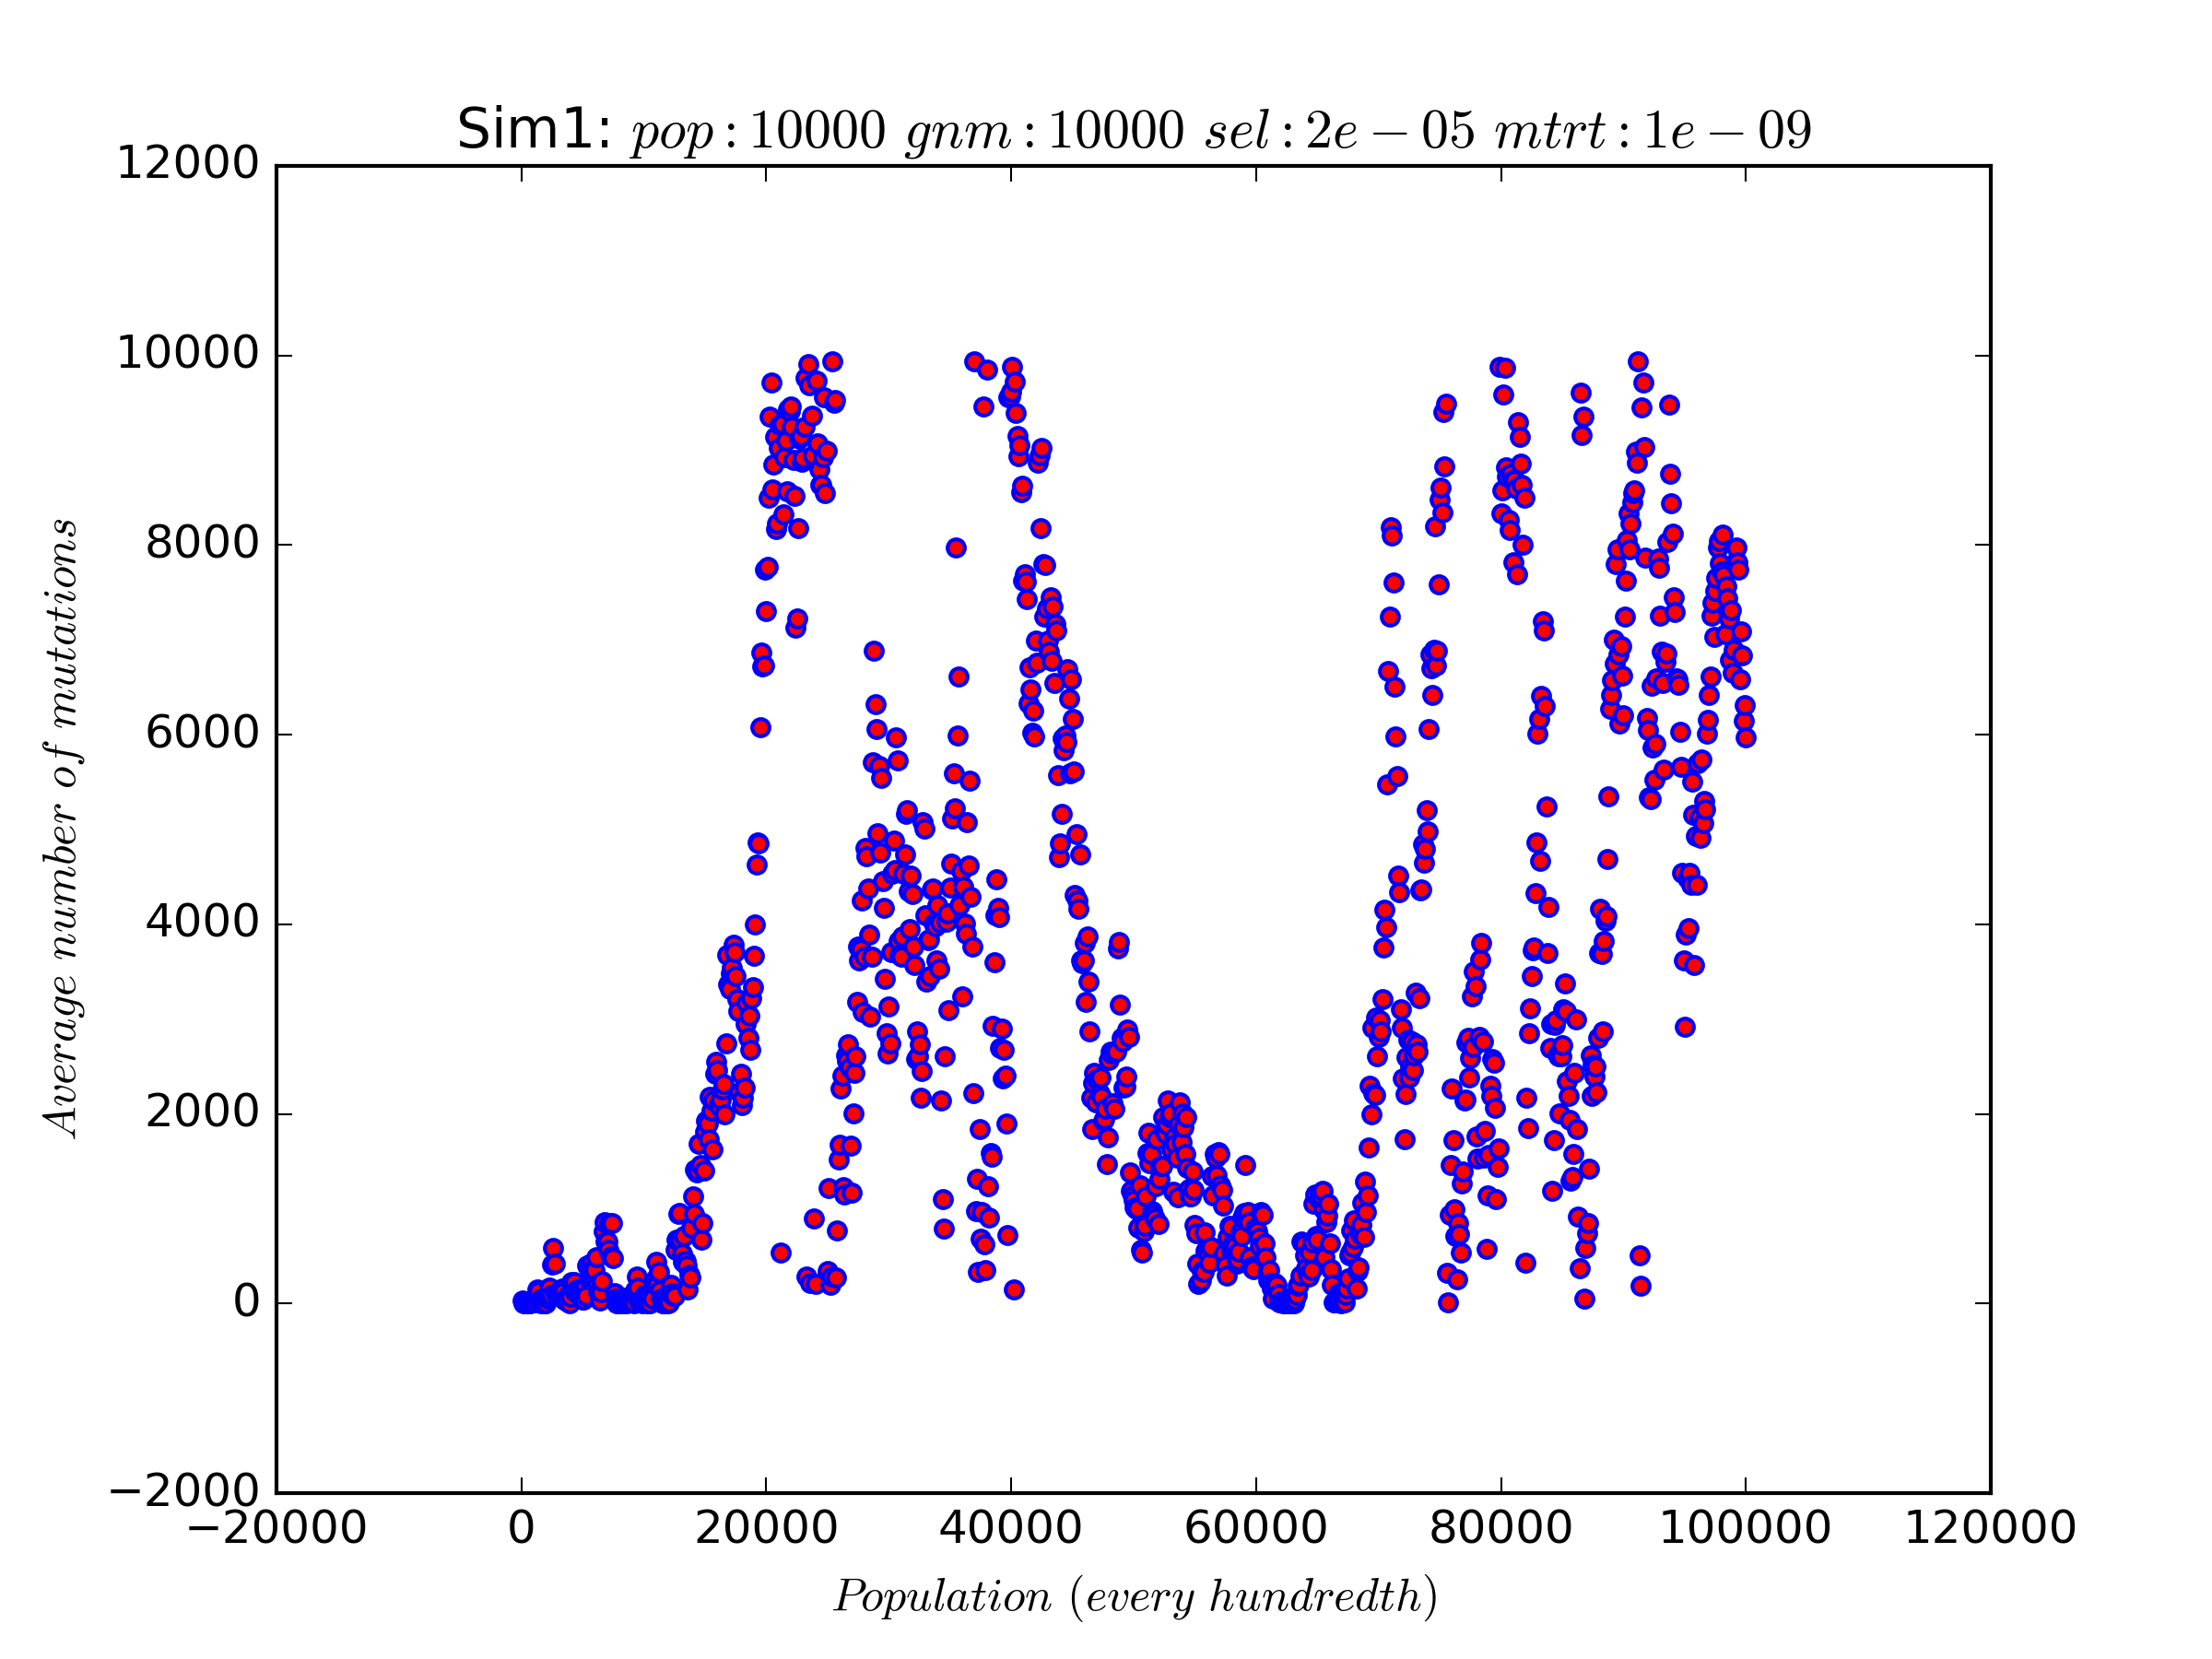 Sim1: pop : 10000 gnm : 10000 sel : 2e − 05 mtrt : 1e − 09
12000
10000
8000
6000
4000
2000
0
−2000
Average number of mutations
−20000 0 20000 40000 60000 80000 100000 120000
Population (every hundredth)